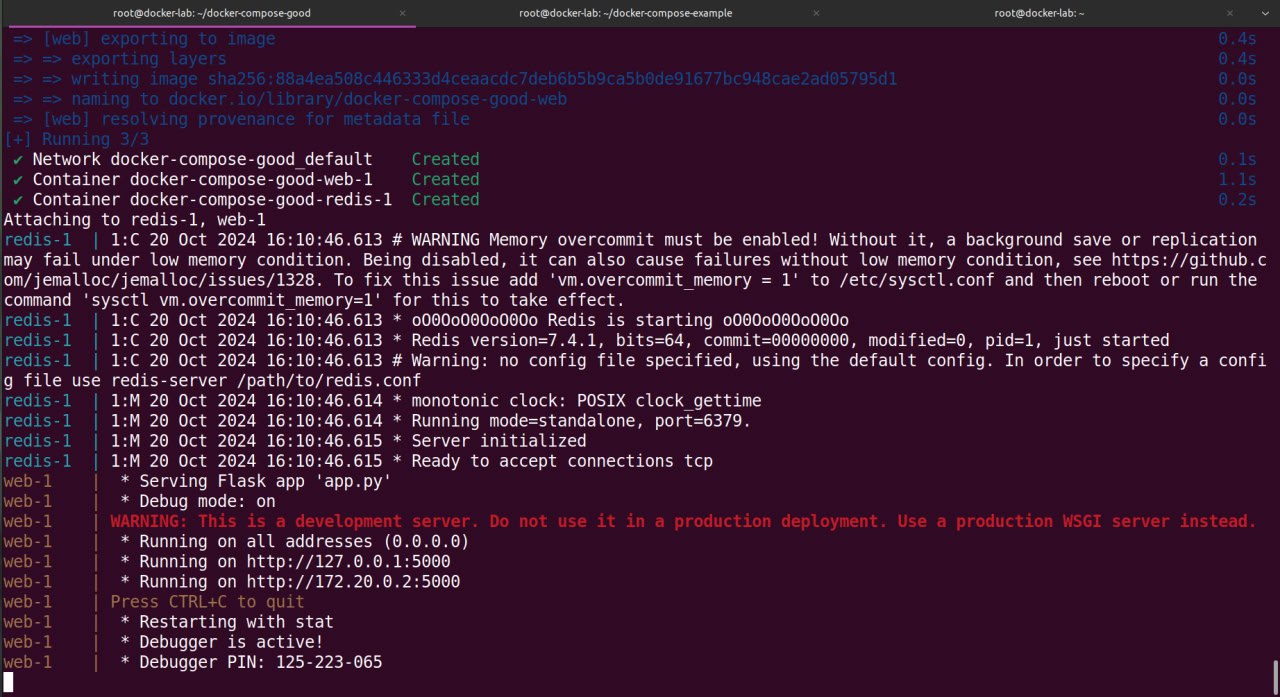 root@docker-lab: ~/docker-compose-good × root@docker-lab: ~/docker-compose-example × root@docker-lab: ~ ×
=> [web] exporting to image 0.4s
=> => exporting layers 0.4s
=> => writing image sha256:88a4ea508c446333d4ceaacdc7deb6b5b9ca5b0de91677bc948cae2ad05795d1 0.0s
=> => naming to docker.io/library/docker-compose-good-web 0.0s
=> [web] resolving provenance for metadata file 0.0s
[+] Running 3/3
✔ Network docker-compose-good_default Created 0.1s
✔ Container docker-compose-good-web-1 Created 1.1s
✔ Container docker-compose-good-redis-1 Created 0.2s
Attaching to redis-1, web-1
redis-1 | 1:C 20 Oct 2024 16:10:46.613 # WARNING Memory overcommit must be enabled! Without it, a background save or replication
may fail under low memory condition. Being disabled, it can also cause failures without low memory condition, see https://github.c
om/jemalloc/jemalloc/issues/1328. To fix this issue add 'vm.overcommit_memory = 1' to /etc/sysctl.conf and then reboot or run the
command 'sysctl vm.overcommit_memory=1' for this to take effect.
redis-1 | 1:C 20 Oct 2024 16:10:46.613 * oO0OoO0OoO0Oo Redis is starting oO0OoO0OoO0Oo
redis-1 | 1:C 20 Oct 2024 16:10:46.613 * Redis version=7.4.1, bits=64, commit=00000000, modified=0, pid=1, just started
redis-1 | 1:C 20 Oct 2024 16:10:46.613 # Warning: no config file specified, using the default config. In order to specify a confi
g file use redis-server /path/to/redis.conf
redis-1 | 1:M 20 Oct 2024 16:10:46.614 * monotonic clock: POSIX clock_gettime
redis-1 | 1:M 20 Oct 2024 16:10:46.614 * Running mode=standalone, port=6379.
redis-1 | 1:M 20 Oct 2024 16:10:46.615 * Server initialized
redis-1 | 1:M 20 Oct 2024 16:10:46.615 * Ready to accept connections tcp
web-1 | * Serving Flask app 'app.py'
web-1 | * Debug mode: on
web-1 | WARNING: This is a development server. Do not use it in a production deployment. Use a production WSGI server instead.
web-1 | * Running on all addresses (0.0.0.0)
web-1 | * Running on http://127.0.0.1:5000
web-1 | * Running on http://172.20.0.2:5000
web-1 | Press CTRL+C to quit
web-1 | * Restarting with stat
web-1 | * Debugger is active!
web-1 | * Debugger PIN: 125-223-065